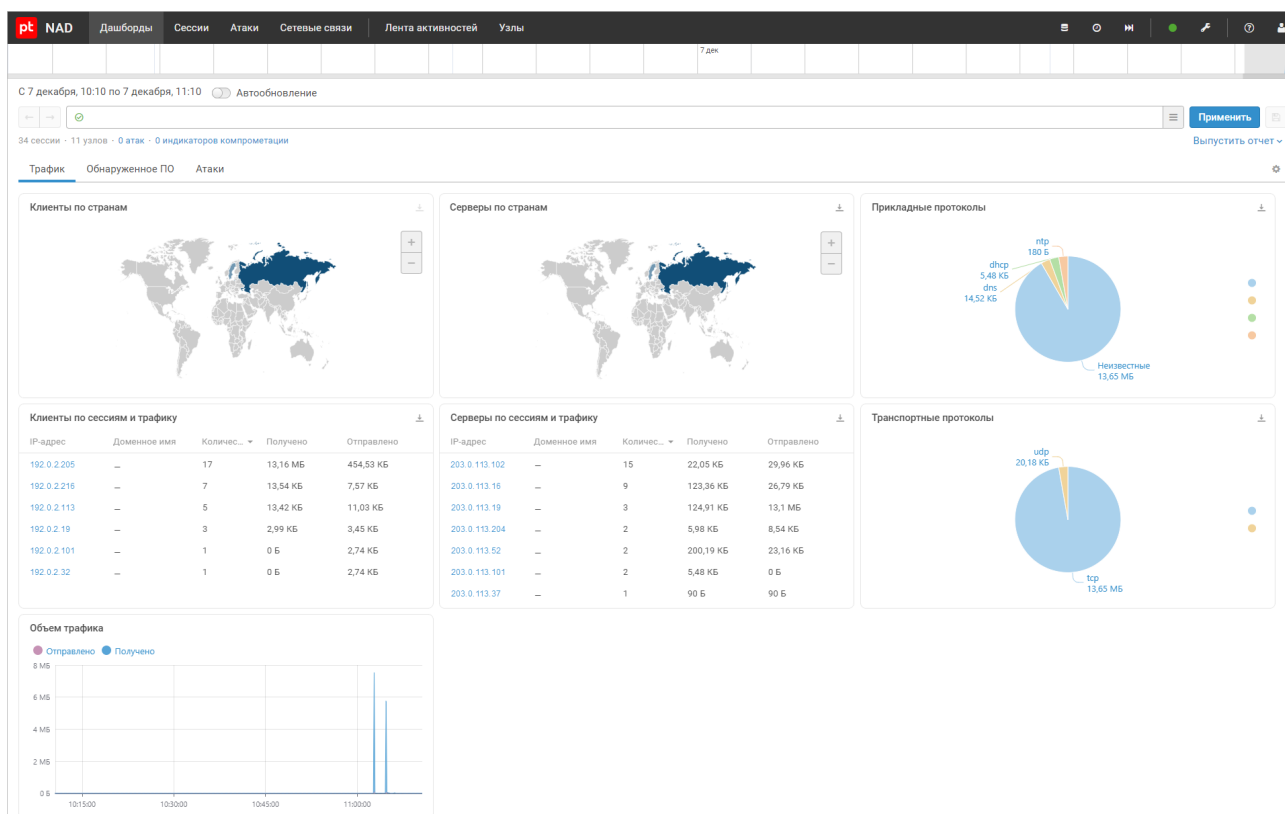 pt NAD Дашборды Сессии Атаки Сетевые связи Лента активностей Узлы
7 дек
С 7 декабря, 10:10 по 7 декабря, 11:10 Автообновление
Применить
34 сессии · 11 узлов · 0 атак · 0 индикаторов компрометации Выпустить отчет
Трафик Обнаруженное ПО Атаки
Клиенты по странам
+
−
Серверы по странам
+
−
Прикладные протоколы
ntp
180 Б
dhcp
5,48 КБ
dns
14,52 КБ
Неизвестные
13,65 МБ
Клиенты по сессиям и трафику
IP-адрес Доменное имя Количес... Получено Отправлено
192.0.2.205 – 17 13,16 МБ 454,53 КБ
192.0.2.216 – 7 13,54 КБ 7,57 КБ
192.0.2.113 – 5 13,42 КБ 11,03 КБ
192.0.2.19 – 3 2,99 КБ 3,45 КБ
192.0.2.101 – 1 0 Б 2,74 КБ
192.0.2.32 – 1 0 Б 2,74 КБ
Серверы по сессиям и трафику
IP-адрес Доменное имя Количес... Получено Отправлено
203.0.113.102 – 15 22,05 КБ 29,96 КБ
203.0.113.16 – 9 123,36 КБ 26,79 КБ
203.0.113.19 – 3 124,91 КБ 13,1 МБ
203.0.113.204 – 2 5,98 КБ 8,54 КБ
203.0.113.52 – 2 200,19 КБ 23,16 КБ
203.0.113.101 – 2 5,48 КБ 0 Б
203.0.113.37 – 1 90 Б 90 Б
Транспортные протоколы
udp
20,18 КБ
tcp
13,65 МБ
Объем трафика
Отправлено Получено
8 МБ
6 МБ
4 МБ
2 МБ
0 Б
10:15:00 10:30:00 10:45:00 11:00:00